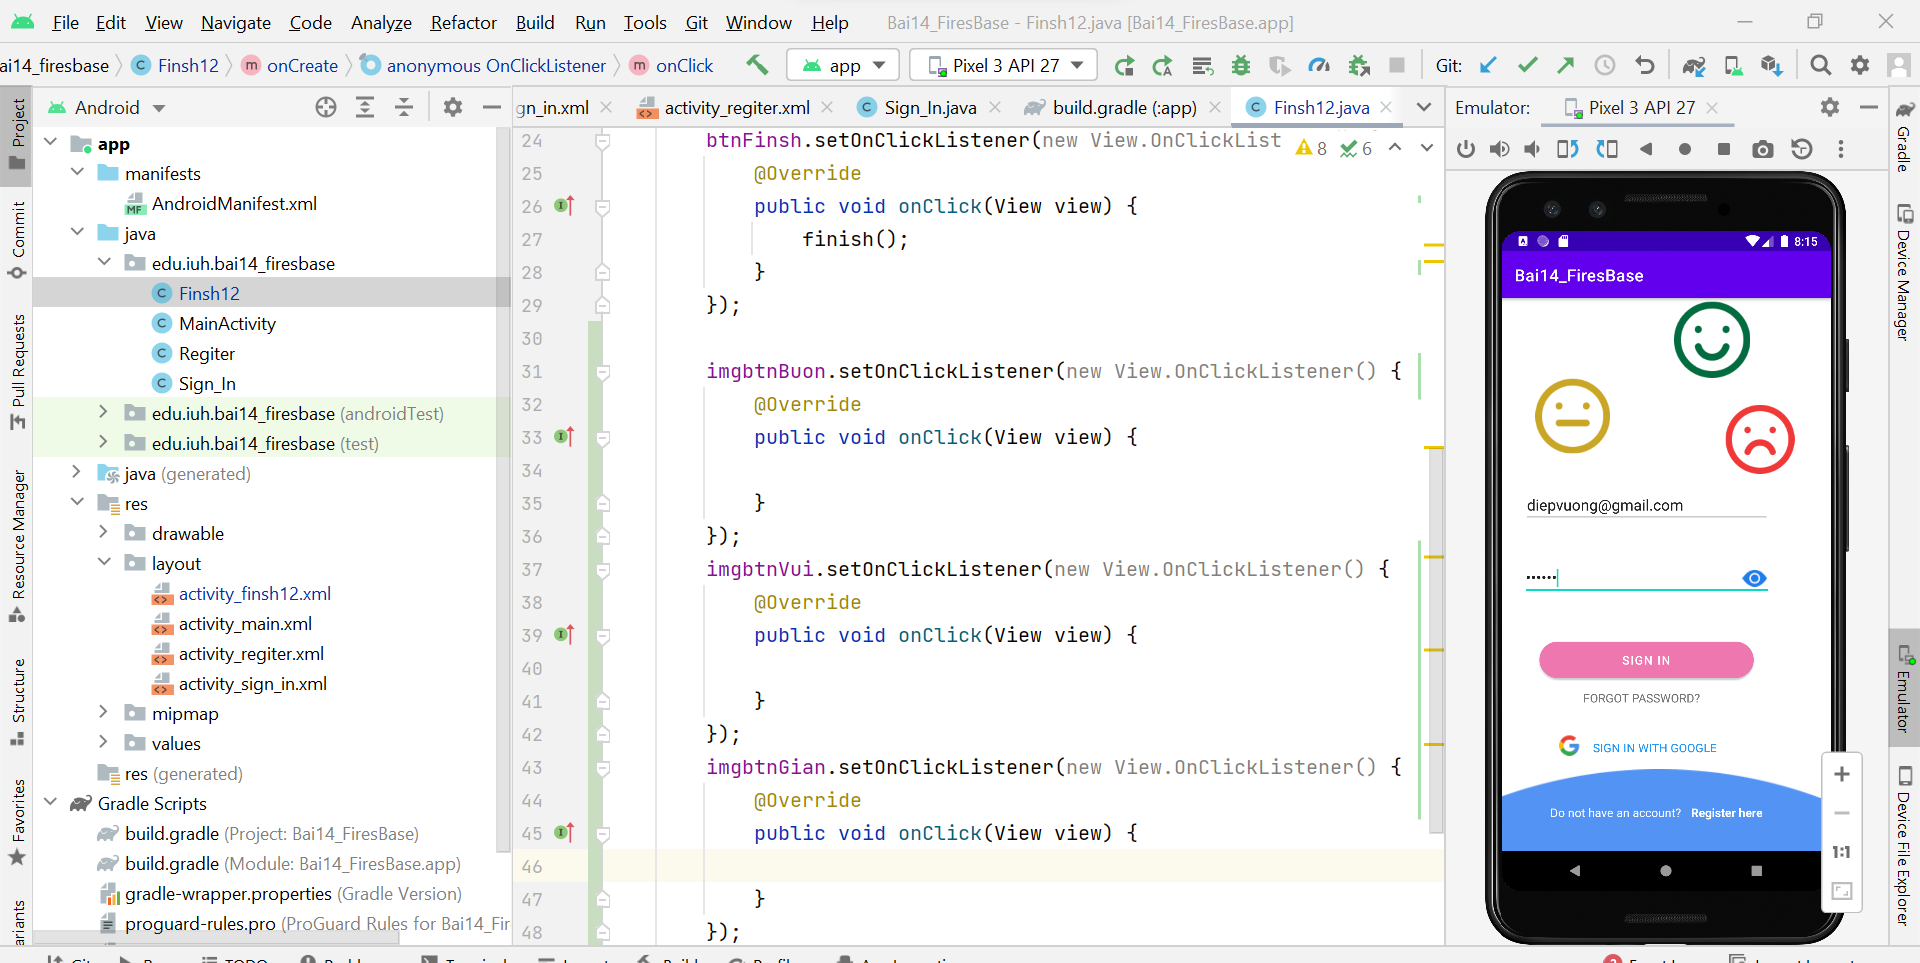 File Edit View Navigate Code Analyze Refactor Build Run Tools Git Window Help Bai14_FiresBase - Finsh12.java [Bai14_FiresBase.app]
ai14_firesbase Finsh12 onCreate anonymous OnClickListener onClick app Pixel 3 API 27 Git:
Android
gn_in.xml activity_regiter.xml Sign_In.java build.gradle (:app) Finsh12.java
Emulator: Pixel 3 API 27
Project
Commit
Pull Requests
Resource Manager
Structure
Favorites
ariants
app
manifests
AndroidManifest.xml
java
edu.iuh.bai14_firesbase
Finsh12
MainActivity
Regiter
Sign_In
edu.iuh.bai14_firesbase (androidTest)
edu.iuh.bai14_firesbase (test)
java (generated)
res
drawable
layout
activity_finsh12.xml
activity_main.xml
activity_regiter.xml
activity_sign_in.xml
mipmap
values
res (generated)
Gradle Scripts
build.gradle (Project: Bai14_FiresBase)
build.gradle (Module: Bai14_FiresBase.app)
gradle-wrapper.properties (Gradle Version)
proguard-rules.pro (ProGuard Rules for Bai14_Fir
8 6
24 btnFinsh.setOnClickListener(new View.OnClickList
25 @Override
26 public void onClick(View view) {
27 finish();
28 }
29 });
30
31 imgbtnBuon.setOnClickListener(new View.OnClickListener() {
32 @Override
33 public void onClick(View view) {
34
35 }
36 });
37 imgbtnVui.setOnClickListener(new View.OnClickListener() {
38 @Override
39 public void onClick(View view) {
40
41 }
42 });
43 imgbtnGian.setOnClickListener(new View.OnClickListener() {
44 @Override
45 public void onClick(View view) {
46
47 }
48 });
8:15
Bai14_FiresBase
diepvuong@gmail.com
SIGN IN
FORGOT PASSWORD?
SIGN IN WITH GOOGLE
Do not have an account? Register here
1:1
Gradle
Device Manager
Emulator
Device File Explorer